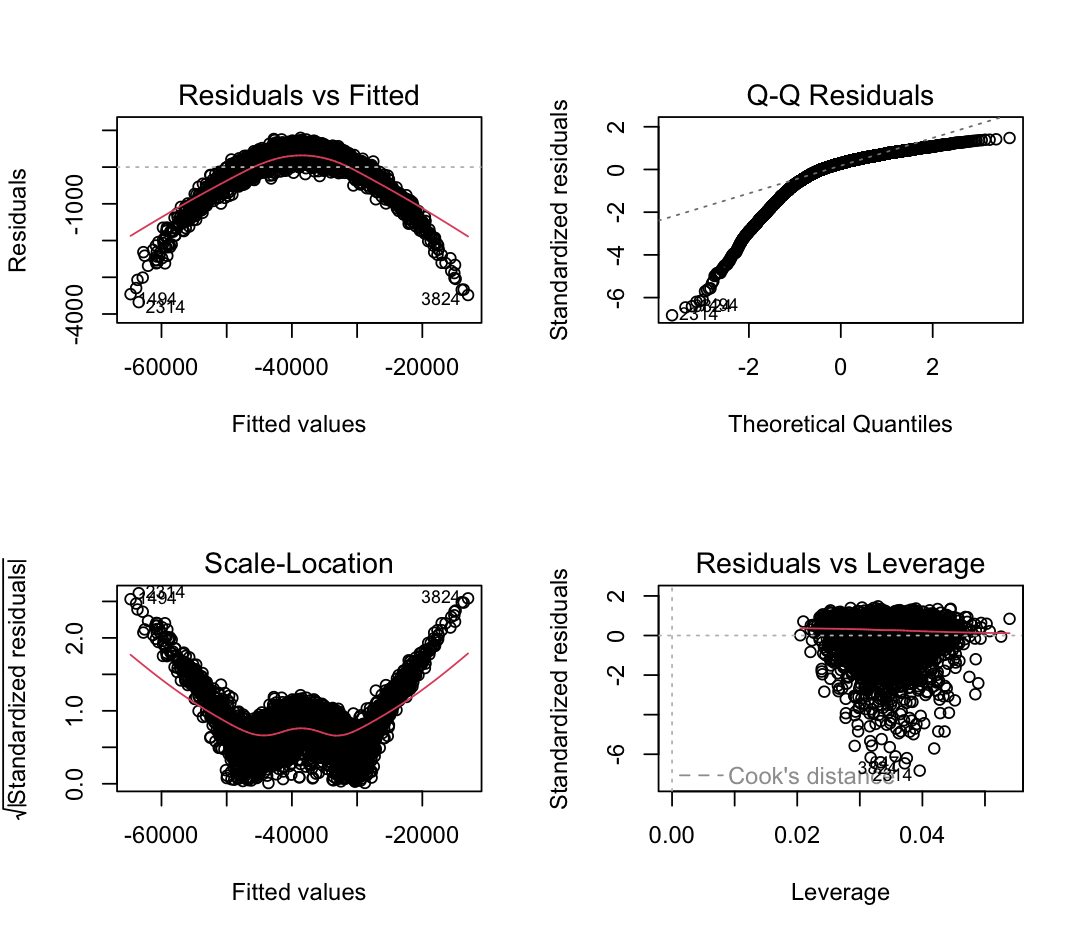 Residuals vs Fitted
Residuals
-4000
-1000
-60000
-40000
-20000
Fitted values
1494
2314
3824
Q-Q Residuals
Standardized residuals
-6
-4
-2
0
2
-2
0
2
Theoretical Quantiles
2314
Scale-Location
√|Standardized residuals|
0.0
1.0
2.0
-60000
-40000
-20000
Fitted values
2314
1494
3824
Residuals vs Leverage
Standardized residuals
-6
-2
0
2
0.00
0.02
0.04
Leverage
Cook's distance
2314